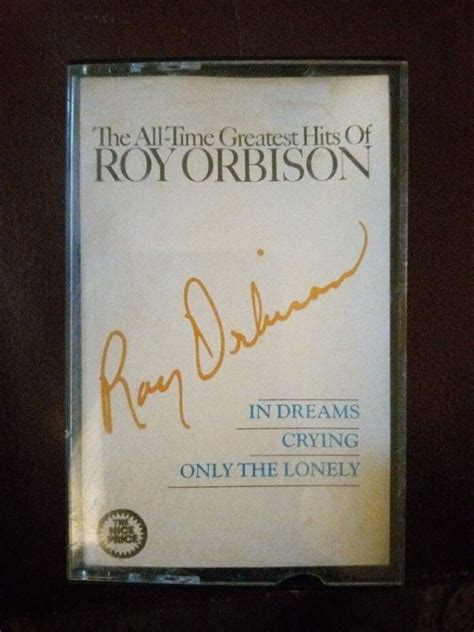 The All-Time Greatest Hits Of
ROY ORBISON
Roy Orbison
IN DREAMS
CRYING
ONLY THE LONELY
THE
NICE
PRICE